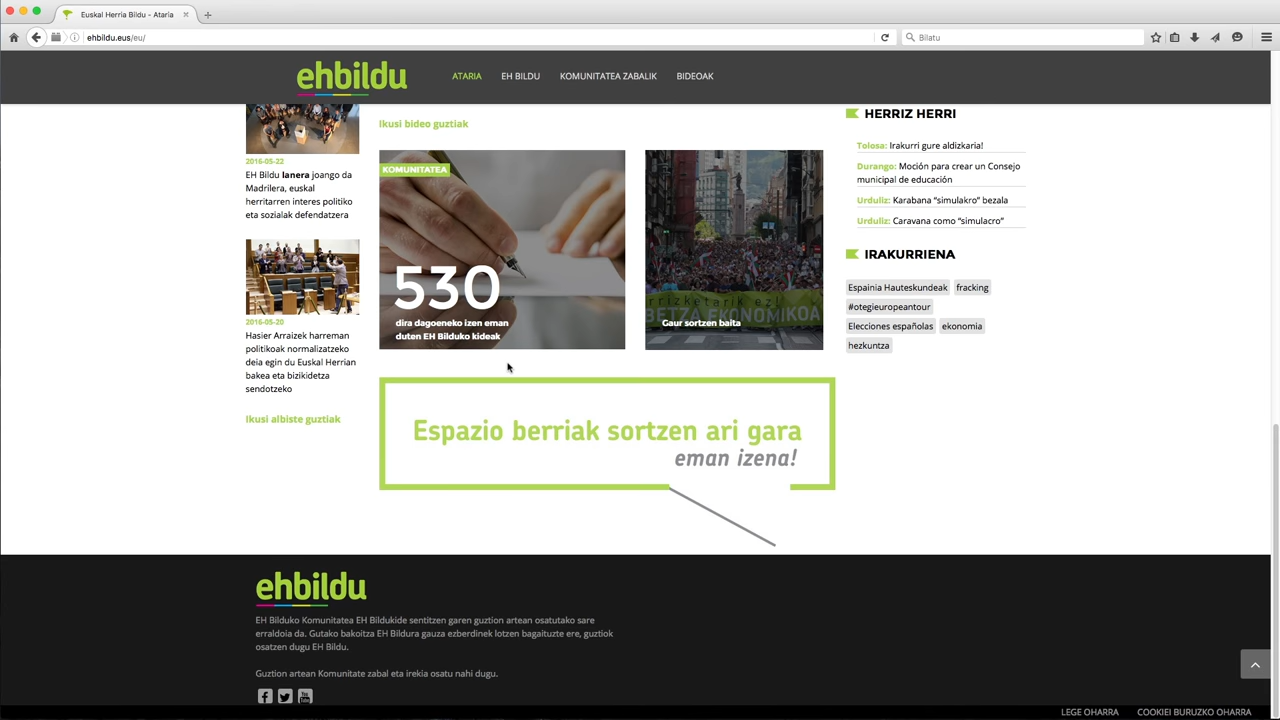 Euskal Herria Bildu - Ataria
ehbildu.eus/eu/
Bilatu
ehbildu
ATARIA
EH BILDU
KOMUNITATEA ZABALIK
BIDEOAK
2016-05-22
EH Bildu lanera joango da
Madrilera, euskal
herritarren interes politiko
eta sozialak defendatzera
2016-05-20
Hasier Arraizek harreman
politikoak normalizatzeko
deia egin du Euskal Herrian
bakea eta bizikidetza
sendotzeko
Ikusi albiste guztiak
Ikusi bideo guztiak
KOMUNITATEA
530
dira dagoeneko izen eman
duten EH Bilduko kideak
Gaur sortzen baita
Espazio berriak sortzen ari gara
eman izena!
HERRIZ HERRI
Tolosa: Irakurri gure aldizkaria!
Durango: Moción para crear un Consejo
municipal de educación
Urduliz: Karabana “simulakro” bezala
Urduliz: Caravana como “simulacro”
IRAKURRIENA
Espainia Hauteskundeak
fracking
#otegieuropeantour
Elecciones españolas
ekonomia
hezkuntza
ehbildu
EH Bilduko Komunitatea EH Bildukide sentitzen garen guztion artean osatutako sare
erraldoia da. Gutako bakoitza EH Bildura gauza ezberdinek lotzen bagaituzte ere, guztiok
osatzen dugu EH Bildu.
Guztion artean Komunitate zabal eta irekia osatu nahi dugu.
LEGE OHARRA
COOKIEI BURUZKO OHARRA